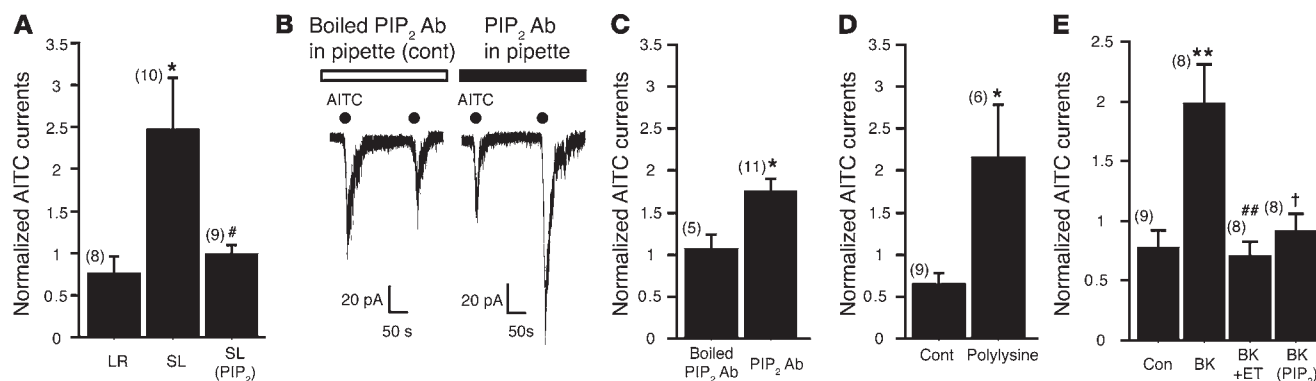 A
Normalized AITC currents
3.5
3
2.5
2
1.5
1
0.5
0
(8)
(10)
*
(9)
#
LR
SL
SL
(PIP2)
B
Boiled PIP2 Ab
in pipette (cont)
PIP2 Ab
in pipette
AITC
AITC
20 pA
50 s
20 pA
50s
C
Normalized AITC currents
3.5
3
2.5
2
1.5
1
0.5
0
(5)
(11)
*
Boiled
PIP2 Ab
PIP2 Ab
D
Normalized AITC currents
3.5
3
2.5
2
1.5
1
0.5
0
(9)
(6)
*
Cont
Polylysine
E
Normalized AITC currents
2.5
2
1.5
1
0.5
0
(9)
(8)
**
(8)
##
(8)
†
Con
BK
BK
+ET
BK
(PIP2)